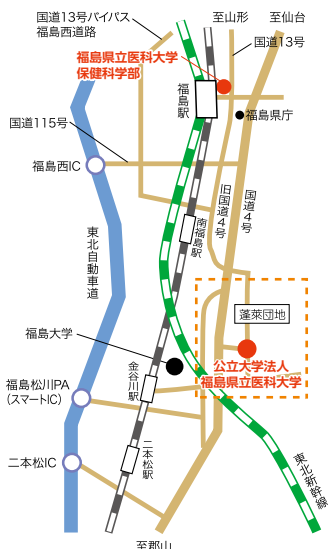 国道13号バイパス
福島西道路
至山形
至仙台
国道13号
福島県立医科大学
保健科学部
福島駅
福島県庁
国道115号
福島西IC
旧国道4号
国道4号
南福島駅
東北自動車道
蓬萊団地
福島大学
公立大学法人
福島県立医科大学
金谷川駅
福島松川PA
（スマートIC）
二本松駅
二本松IC
東北新幹線
至郡山